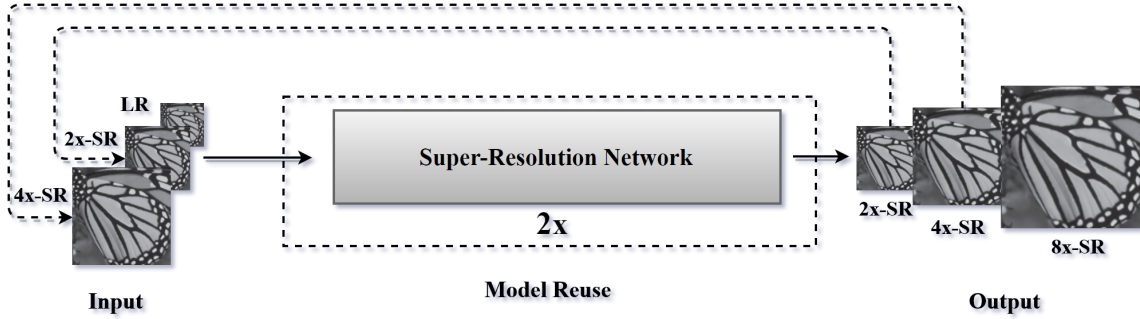 LR
2x-SR
4x-SR
Super-Resolution Network
2x
2x-SR
4x-SR
8x-SR
Input
Model Reuse
Output